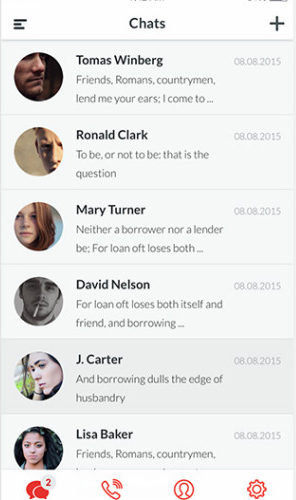 Chats
Tomas Winberg 08.08.2015
Friends, Romans, countrymen,
lend me your ears; I come to ...
Ronald Clark 08.08.2015
To be, or not to be: that is the
question
Mary Turner 08.08.2015
Neither a borrower nor a lender
be; For loan oft loses both ...
David Nelson 08.08.2015
For loan oft loses both itself and
friend, and borrowing ...
J. Carter 08.08.2015
And borrowing dulls the edge of
husbandry
Lisa Baker 08.08.2015
Friends, Romans, countrymen,
2